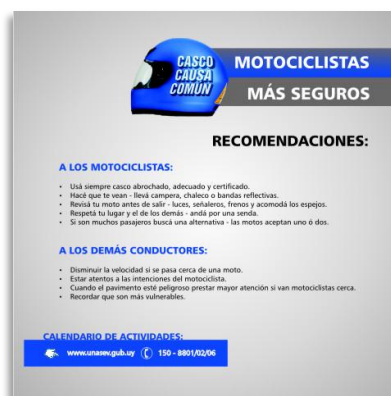 CASCO
CAUSA
COMÚN
MOTOCICLISTAS
MÁS SEGUROS
RECOMENDACIONES:
A LOS MOTOCICLISTAS:
• Usá siempre casco abrochado, adecuado y certificado.
• Hacé que te vean - llevá campera, chaleco o bandas reflectivas.
• Revisá tu moto antes de salir - luces, señaleros, frenos y acomodá los espejos.
• Respetá tu lugar y el de los demás - andá por una senda.
• Si son muchos pasajeros buscá una alternativa - las motos aceptan uno ó dos.
A LOS DEMÁS CONDUCTORES:
• Disminuir la velocidad si se pasa cerca de una moto.
• Estar atentos a las intenciones del motociclista.
• Cuando el pavimento esté peligroso prestar mayor atención si van motociclistas cerca.
• Recordar que son más vulnerables.
CALENDARIO DE ACTIVIDADES:
www.unasev.gub.uy 150 - 8801/02/06